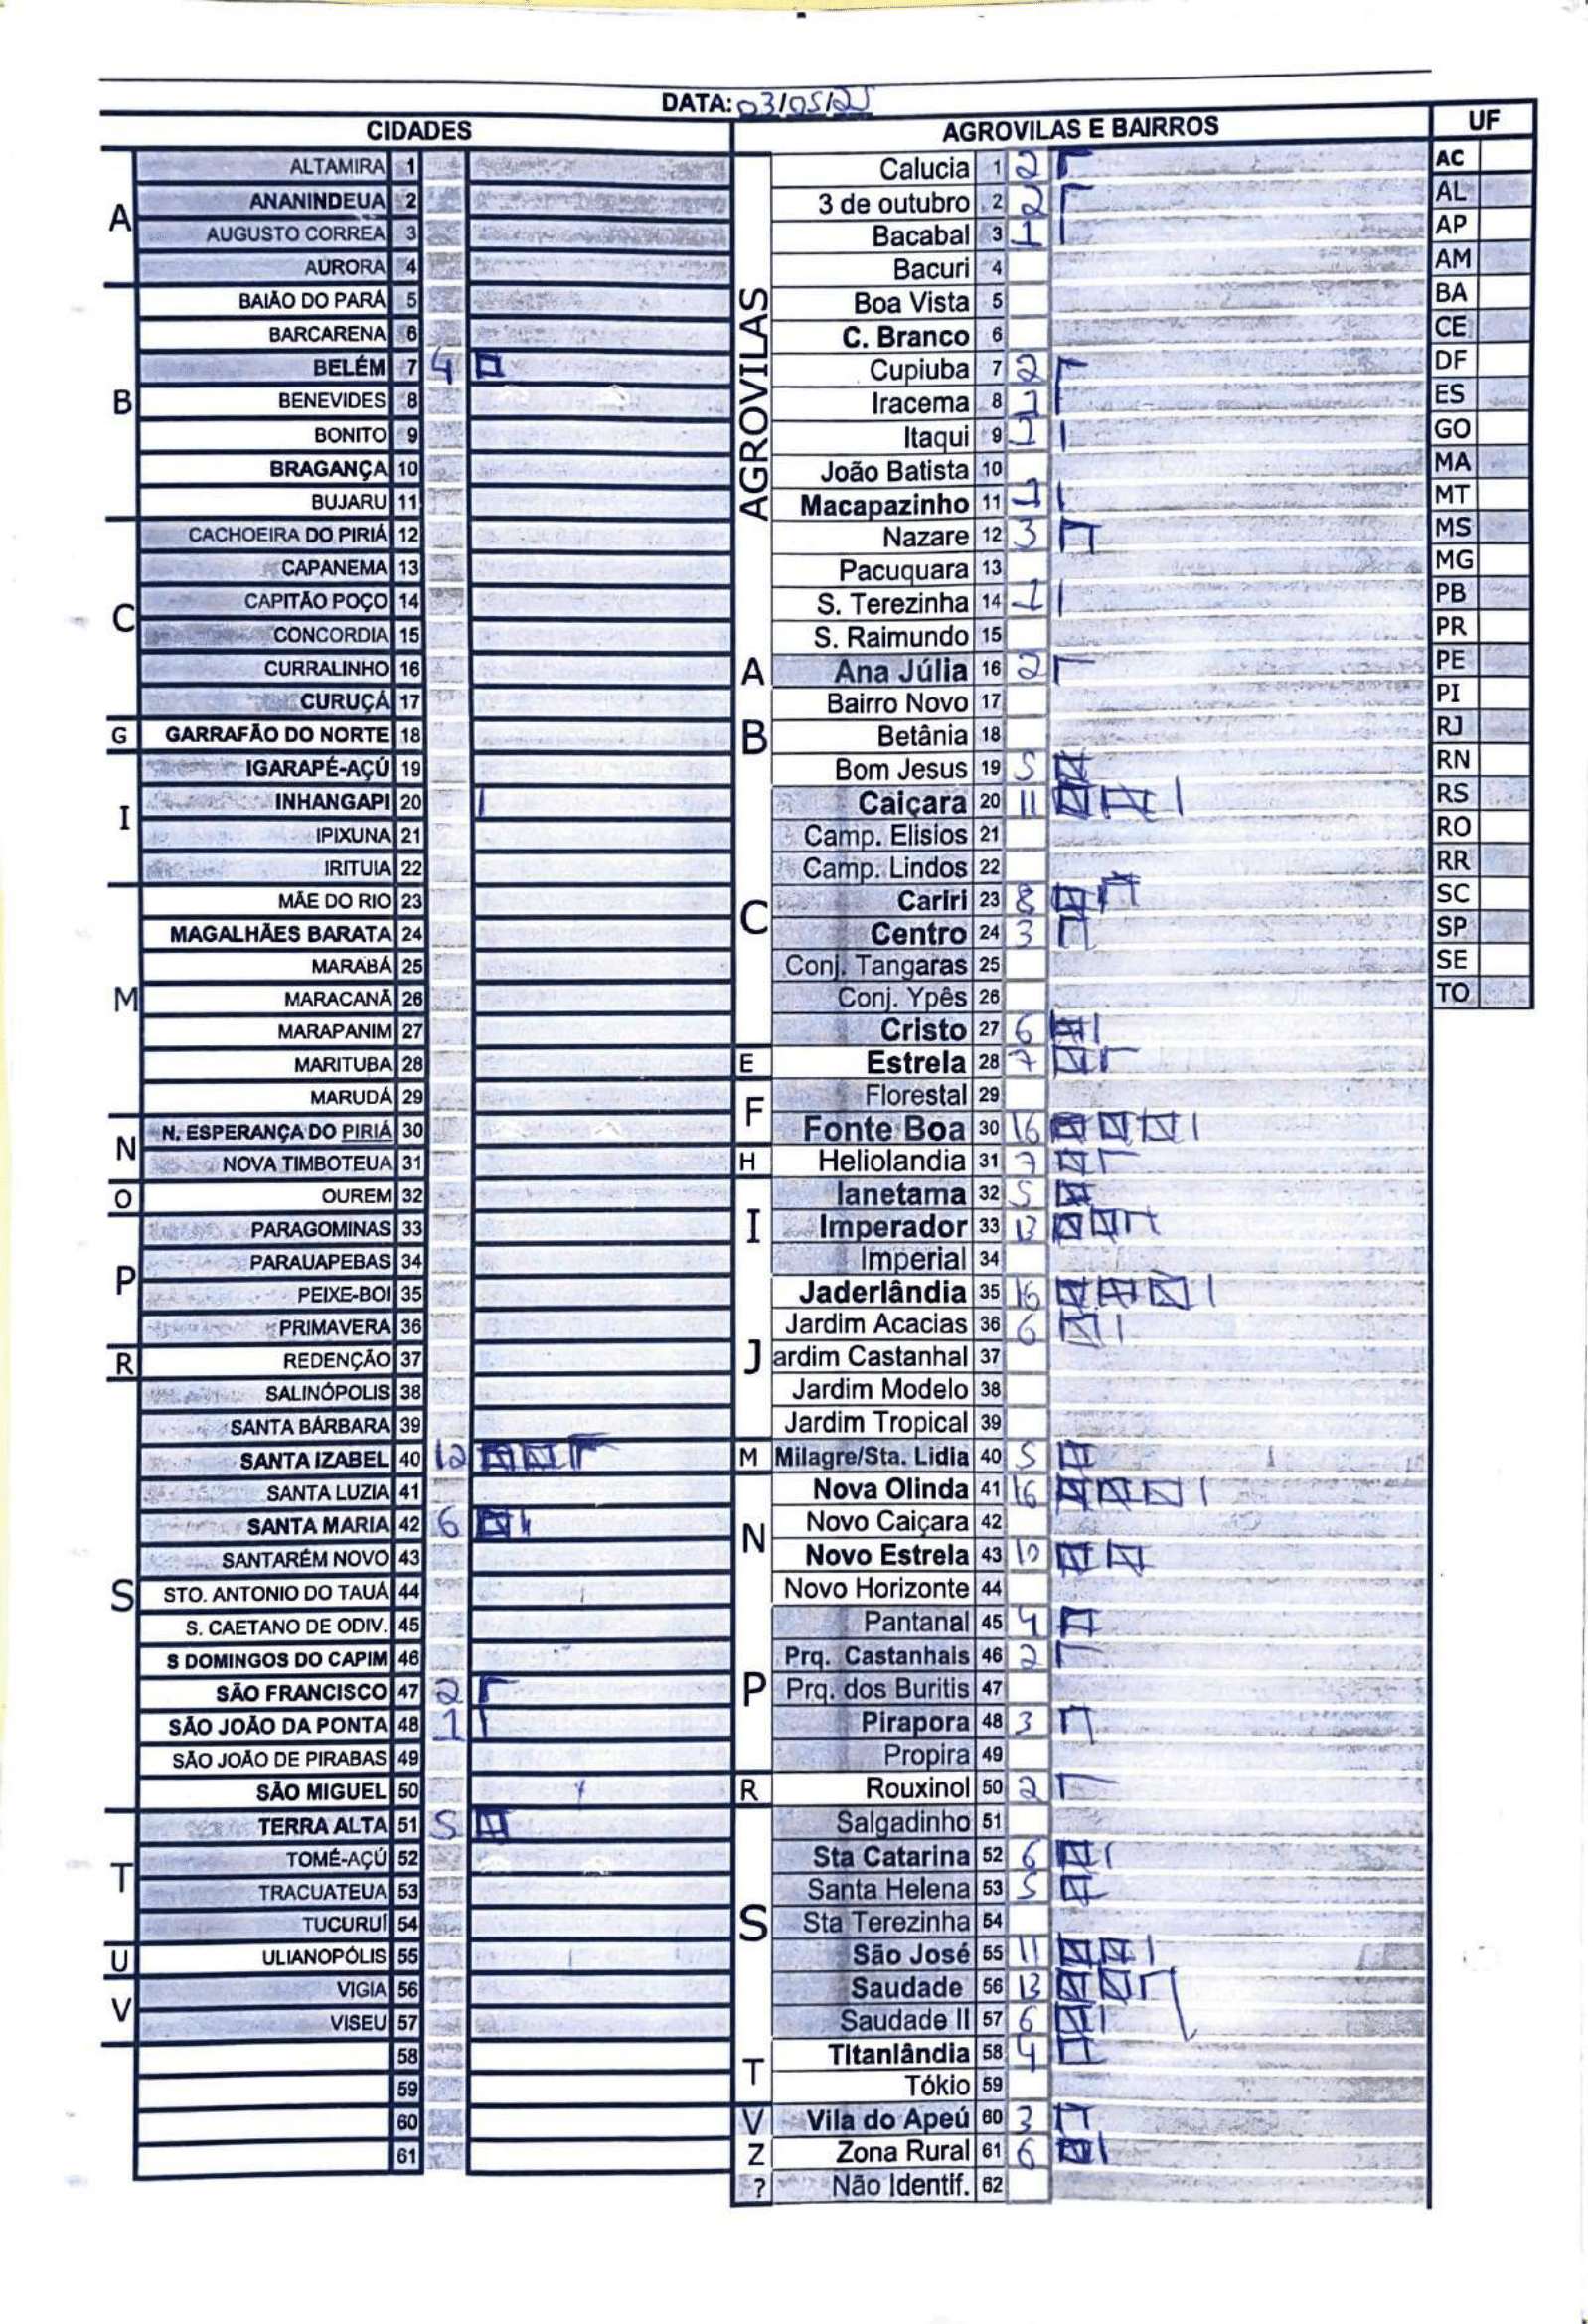 DATA: 03/05/25
CIDADES
A
ALTAMIRA 1
ANANINDEUA 2
AUGUSTO CORREA 3
AURORA 4
B
BAIÃO DO PARÁ 5
BARCARENA 6
BELÉM 7 4
BENEVIDES 8
BONITO 9
BRAGANÇA 10
BUJARU 11
C
CACHOEIRA DO PIRIÁ 12
CAPANEMA 13
CAPITÃO POÇO 14
CONCORDIA 15
CURRALINHO 16
CURUÇÁ 17
G
GARRAFÃO DO NORTE 18
I
IGARAPÉ-AÇÚ 19
INHANGAPI 20
IPIXUNA 21
IRITUIA 22
M
MÃE DO RIO 23
MAGALHÃES BARATA 24
MARABÁ 25
MARACANÃ 26
MARAPANIM 27
MARITUBA 28
MARUDÁ 29
N
N. ESPERANÇA DO PIRIÁ 30
NOVA TIMBOTEUA 31
O
OUREM 32
P
PARAGOMINAS 33
PARAUAPEBAS 34
PEIXE-BOI 35
PRIMAVERA 36
R
REDENÇÃO 37
S
SALINÓPOLIS 38
SANTA BÁRBARA 39
SANTA IZABEL 40 12
SANTA LUZIA 41
SANTA MARIA 42 6
SANTARÉM NOVO 43
STO. ANTONIO DO TAUÁ 44
S. CAETANO DE ODIV. 45
S DOMINGOS DO CAPIM 46
SÃO FRANCISCO 47 2
SÃO JOÃO DA PONTA 48 1
SÃO JOÃO DE PIRABAS 49
SÃO MIGUEL 50
T
TERRA ALTA 51 5
TOMÉ-AÇÚ 52
TRACUATEUA 53
TUCURUÍ 54
U
ULIANOPÓLIS 55
V
VIGIA 56
VISEU 57
58
59
60
61
AGROVILAS E BAIRROS
AGROVILAS
Calucia 1 2
3 de outubro 2 2
Bacabal 3 1
Bacuri 4
Boa Vista 5
C. Branco 6
Cupiuba 7 2
Iracema 8
Itaqui 9 1
João Batista 10
Macapazinho 11 1
Nazare 12 3
Pacuquara 13
S. Terezinha 14 1
S. Raimundo 15
A
Ana Júlia 16 2
B
Bairro Novo 17
Betânia 18
Bom Jesus 19 5
C
Caiçara 20 11
Camp. Elisios 21
Camp. Lindos 22
Cariri 23 8
Centro 24 3
Conj. Tangaras 25
Conj. Ypês 26
Cristo 27 6
E
Estrela 28 7
F
Florestal 29
Fonte Boa 30 16
H
Heliolandia 31 7
I
Ianetama 32 5
Imperador 33 13
Imperial 34
J
Jaderlândia 35 16
Jardim Acacias 36 6
ardim Castanhal 37
Jardim Modelo 38
Jardim Tropical 39
M
Milagre/Sta. Lidia 40 5
N
Nova Olinda 41 16
Novo Caiçara 42
Novo Estrela 43 10
Novo Horizonte 44
P
Pantanal 45 4
Prq. Castanhais 46 2
Prq. dos Buritis 47
Pirapora 48 3
Propira 49
R
Rouxinol 50 2
S
Salgadinho 51
Sta Catarina 52 6
Santa Helena 53 5
Sta Terezinha 54
São José 55 11
Saudade 56 13
Saudade II 57 6
T
Titanlândia 58 4
Tókio 59
V
Vila do Apeú 60 3
Z
Zona Rural 61 6
?
Não Identif. 62
UF
AC
AL
AP
AM
BA
CE
DF
ES
GO
MA
MT
MS
MG
PB
PR
PE
PI
RJ
RN
RS
RO
RR
SC
SP
SE
TO